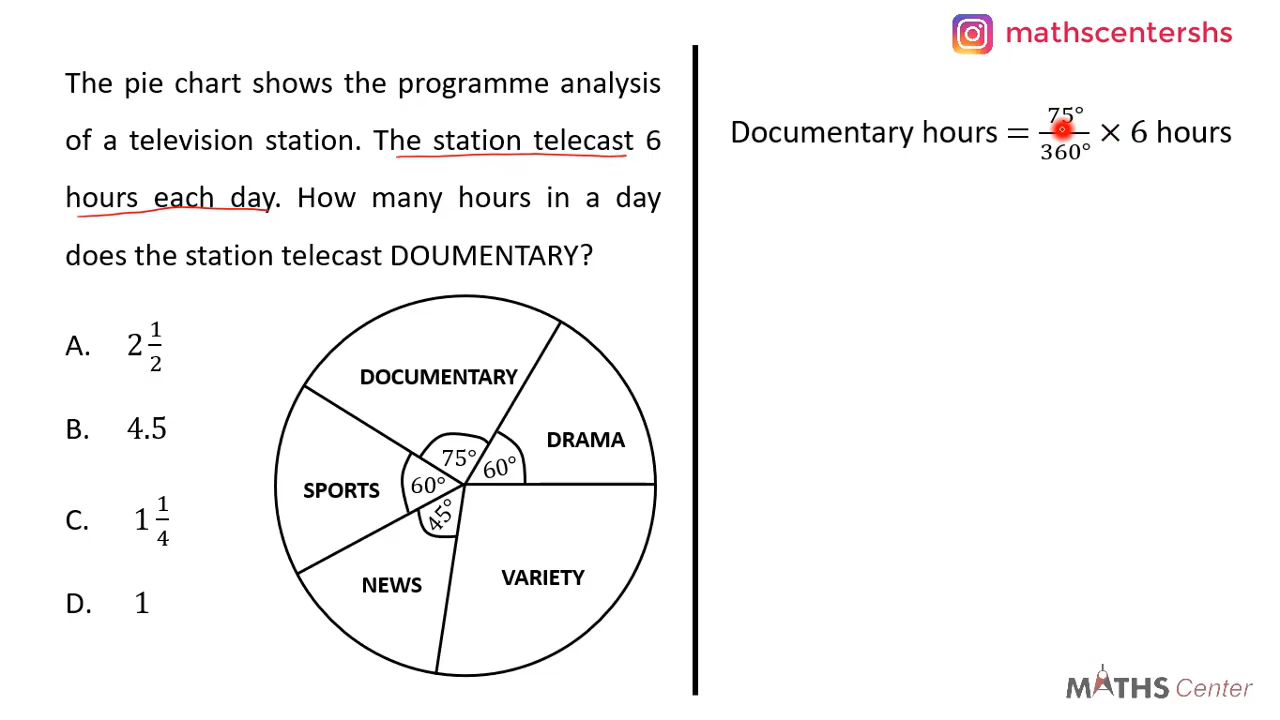 mathscentershs
The pie chart shows the programme analysis
of a television station. The station telecast 6
hours each day. How many hours in a day
does the station telecast DOUMENTARY?
A. 2 1/2
B. 4.5
C. 1 1/4
D. 1
DOCUMENTARY
DRAMA
75°
60°
SPORTS
60°
45°
NEWS
VARIETY
Documentary hours = 75°/360° × 6 hours
MATHS Center